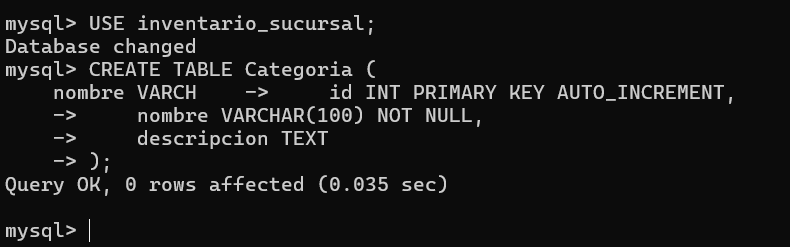 mysql> USE inventario_sucursal;
Database changed
mysql> CREATE TABLE Categoria (
    nombre VARCH    ->     id INT PRIMARY KEY AUTO_INCREMENT,
    ->     nombre VARCHAR(100) NOT NULL,
    ->     descripcion TEXT
    -> );
Query OK, 0 rows affected (0.035 sec)

mysql>